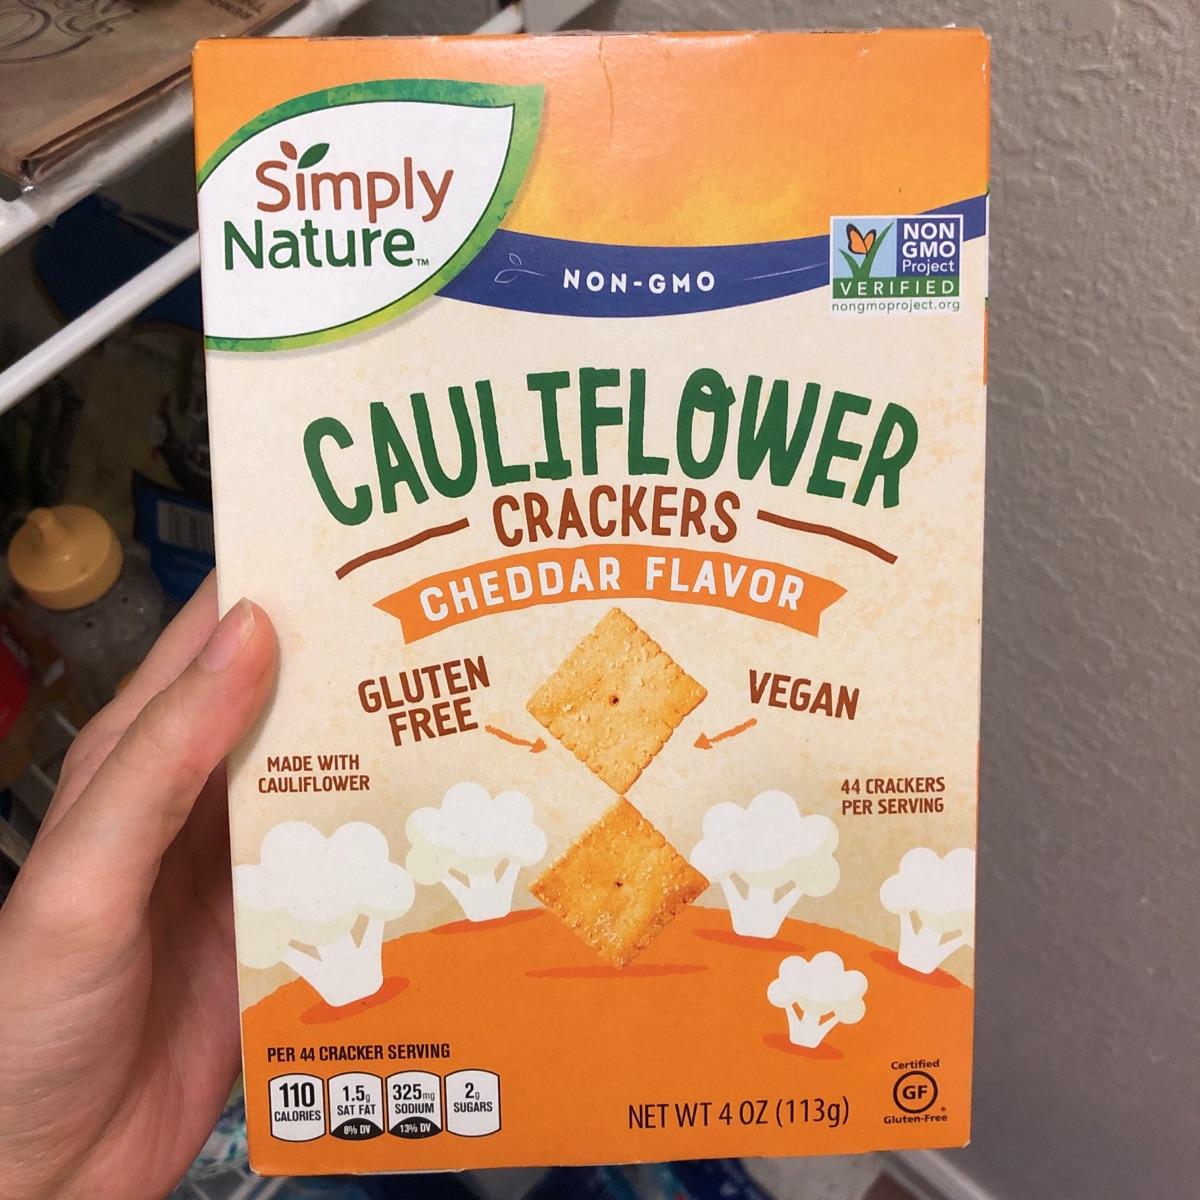 Simply
Nature™
NON-GMO
NON
GMO
Project
VERIFIED
nongmoproject.org
CAULIFLOWER
CRACKERS
CHEDDAR FLAVOR
GLUTEN
FREE
VEGAN
MADE WITH
CAULIFLOWER
44 CRACKERS
PER SERVING
PER 44 CRACKER SERVING
110
CALORIES
1.5g
SAT FAT
8% DV
325mg
SODIUM
13% DV
2g
SUGARS
NET WT 4 OZ (113g)
Certified
GF
Gluten-Free®